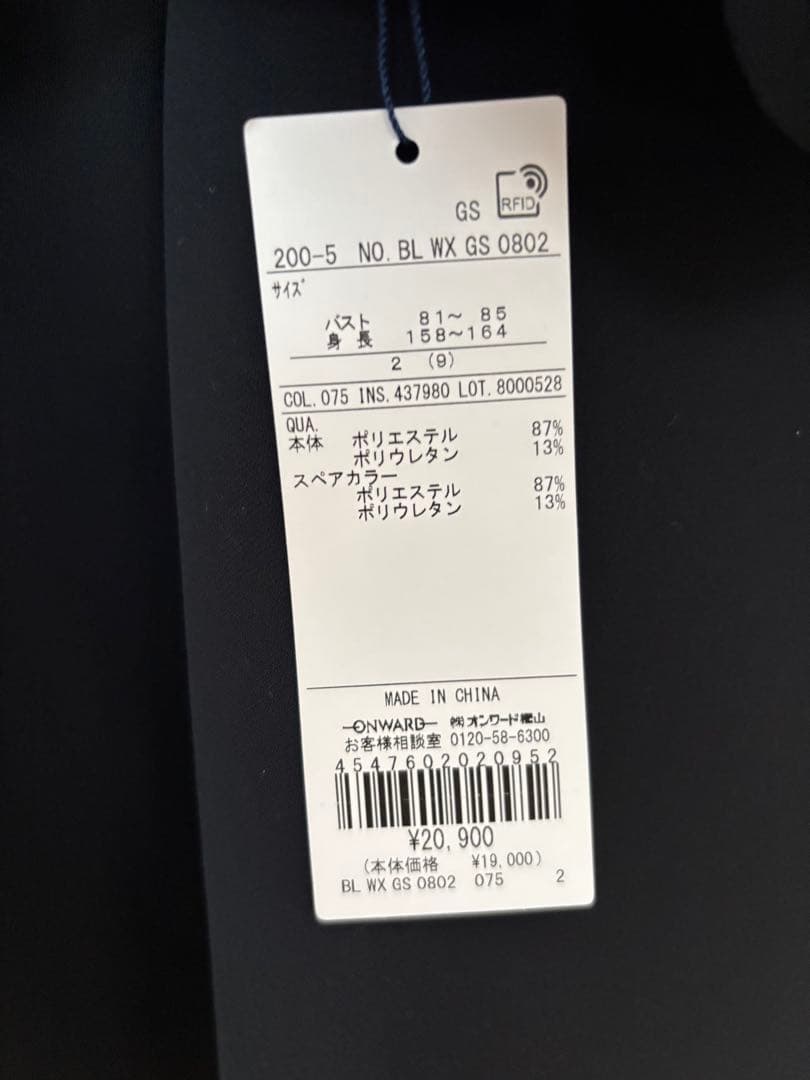 GS RFID
200-5 NO. BL WX GS 0802
サイズ
バスト 81～ 85
身長 158～164
2 (9)
COL. 075 INS. 437980 LOT. 8000528
QUA.
本体 ポリエステル 87%
ポリウレタン 13%
スペアカラー
ポリエステル 87%
ポリウレタン 13%
MADE IN CHINA
ONWARD ㈱オンワード樫山
お客様相談室 0120-58-6300
4547602020952
¥20,900
(本体価格 ¥19,000)
BL WX GS 0802 075 2